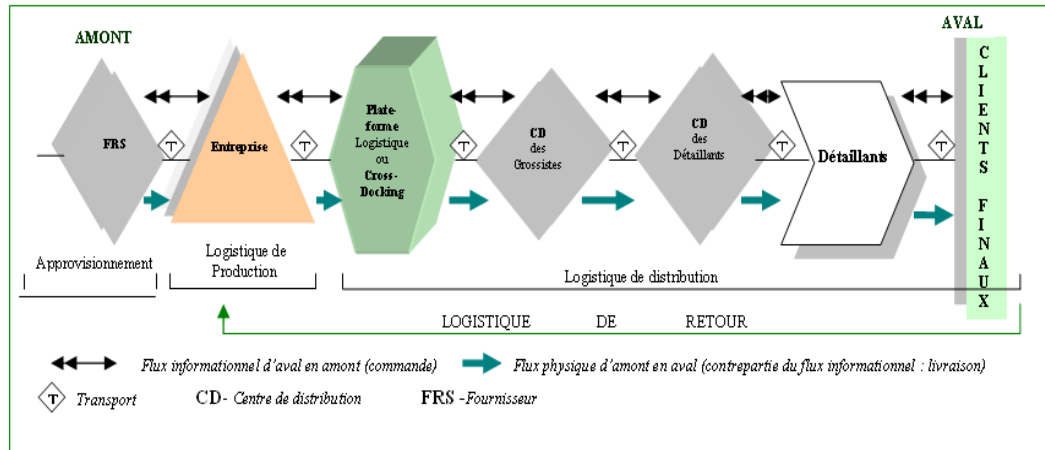 AMONT
AVAL
FRS
T
Entreprise
T
Plate-
forme
Logistique
ou
Cross-
Docking
T
CD
des
Grossistes
T
CD
des
Détaillants
T
Détaillants
T
CLIENTS FINAUX
Approvisionnement
Logistique de
Production
Logistique de distribution
LOGISTIQUE DE RETOUR
Flux informationnel d'aval en amont (commande)
Flux physique d'amont en aval (contrepartie du flux informationnel : livraison)
T Transport
CD- Centre de distribution
FRS -Fournisseur